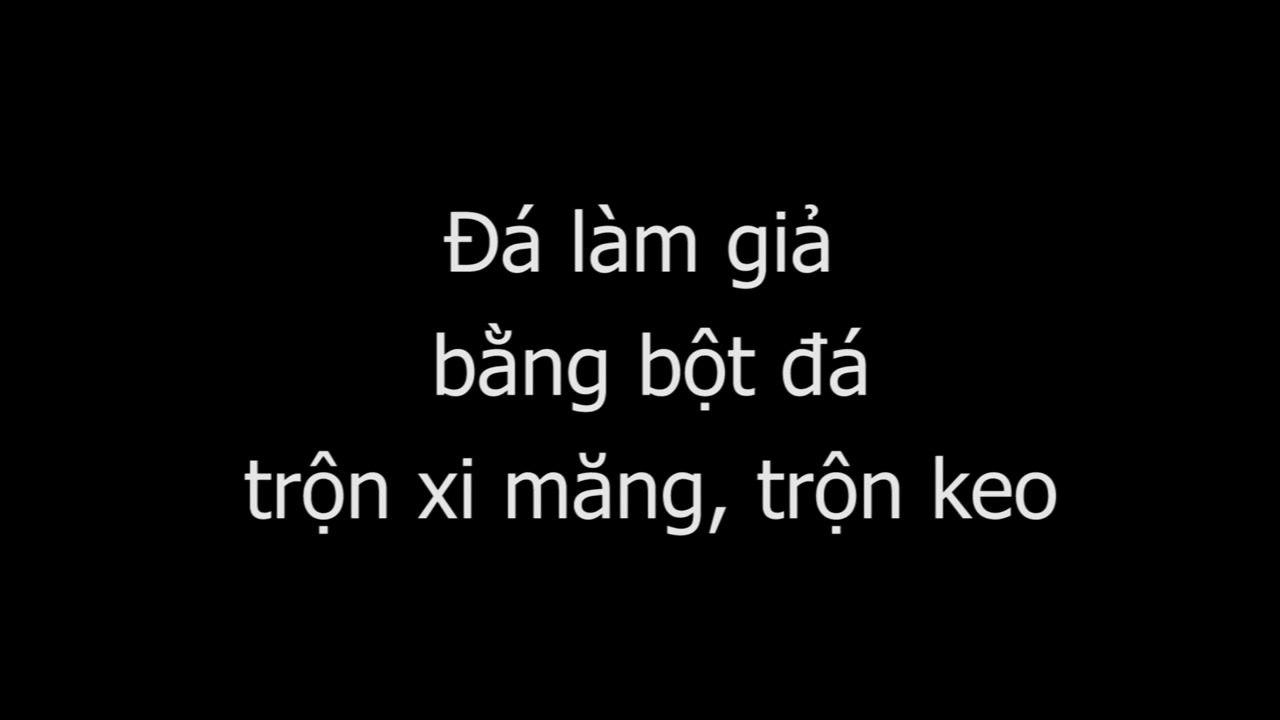 Đá làm giả
bằng bột đá
trộn xi măng, trộn keo